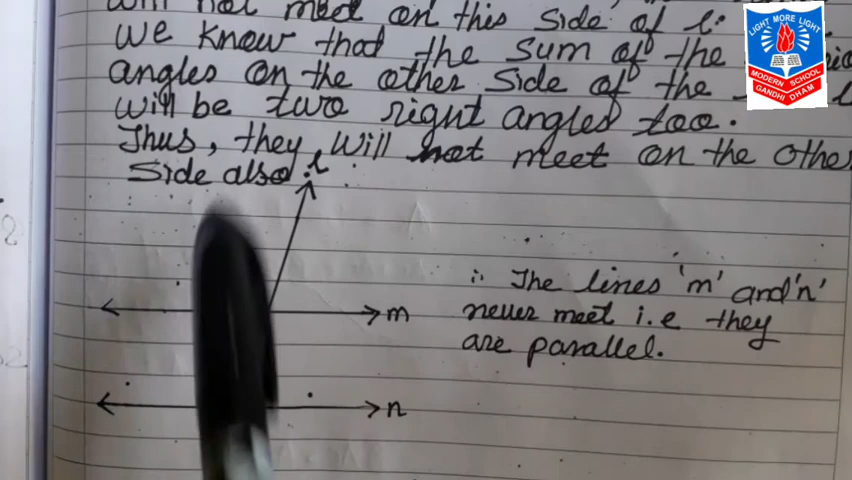 will not meet on this side of l.
we know that the sum of the
angles on the other side of the
will be two right angles too.
Thus, they will not meet on the other
side also.
l
m
n
∴ The lines 'm' and 'n'
never meet i.e they
are parallel.
LIGHT MORE LIGHT
MODERN SCHOOL
GANDHI DHAM